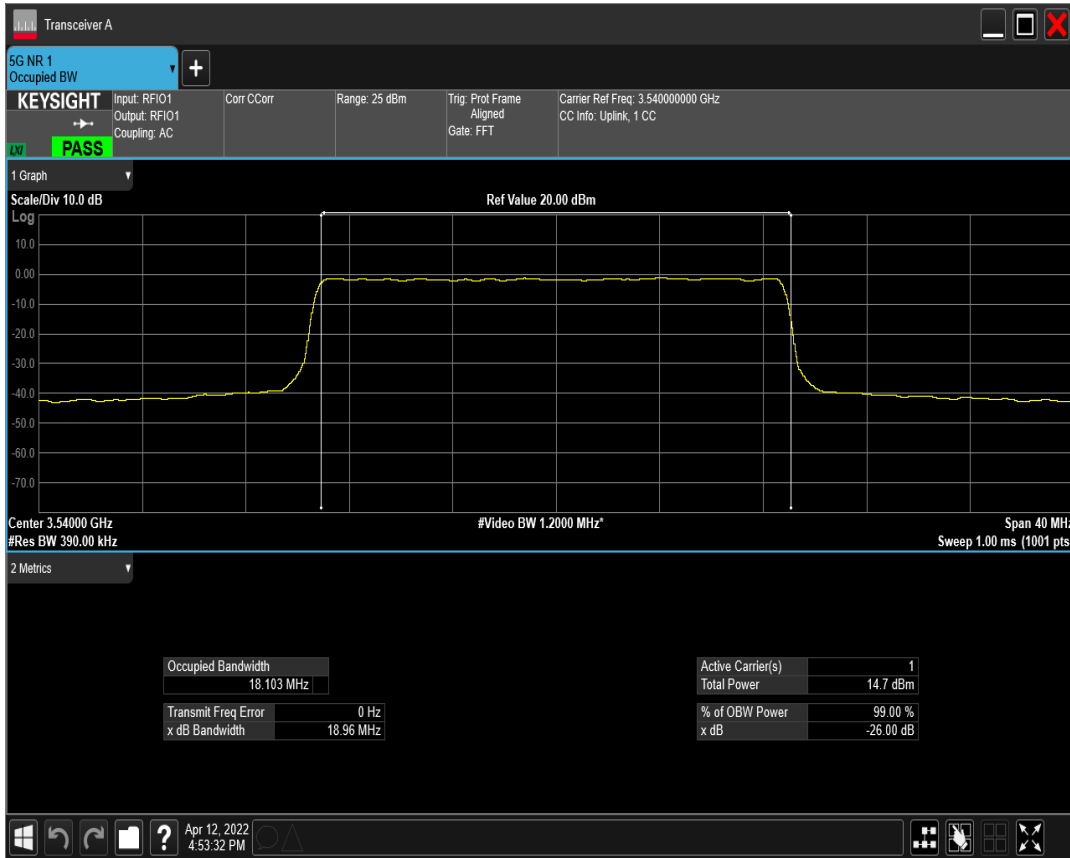 Transceiver A
5G NR 1
Occupied BW
+
KEYSIGHT
LXI
PASS
Input: RFIO1
Output: RFIO1
Coupling: AC
Corr CCorr
Range: 25 dBm
Trig: Prot Frame
Aligned
Gate: FFT
Carrier Ref Freq: 3.540000000 GHz
CC Info: Uplink, 1 CC
1 Graph
Scale/Div 10.0 dB
Ref Value 20.00 dBm
Log
10.0
0.00
-10.0
-20.0
-30.0
-40.0
-50.0
-60.0
-70.0
Center 3.54000 GHz
#Video BW 1.2000 MHz*
Span 40 MHz
#Res BW 390.00 kHz
Sweep 1.00 ms (1001 pts
2 Metrics
Occupied Bandwidth
18.103 MHz
Transmit Freq Error 0 Hz
x dB Bandwidth 18.96 MHz
Active Carrier(s) 1
Total Power 14.7 dBm
% of OBW Power 99.00 %
x dB -26.00 dB
?
Apr 12, 2022
4:53:32 PM